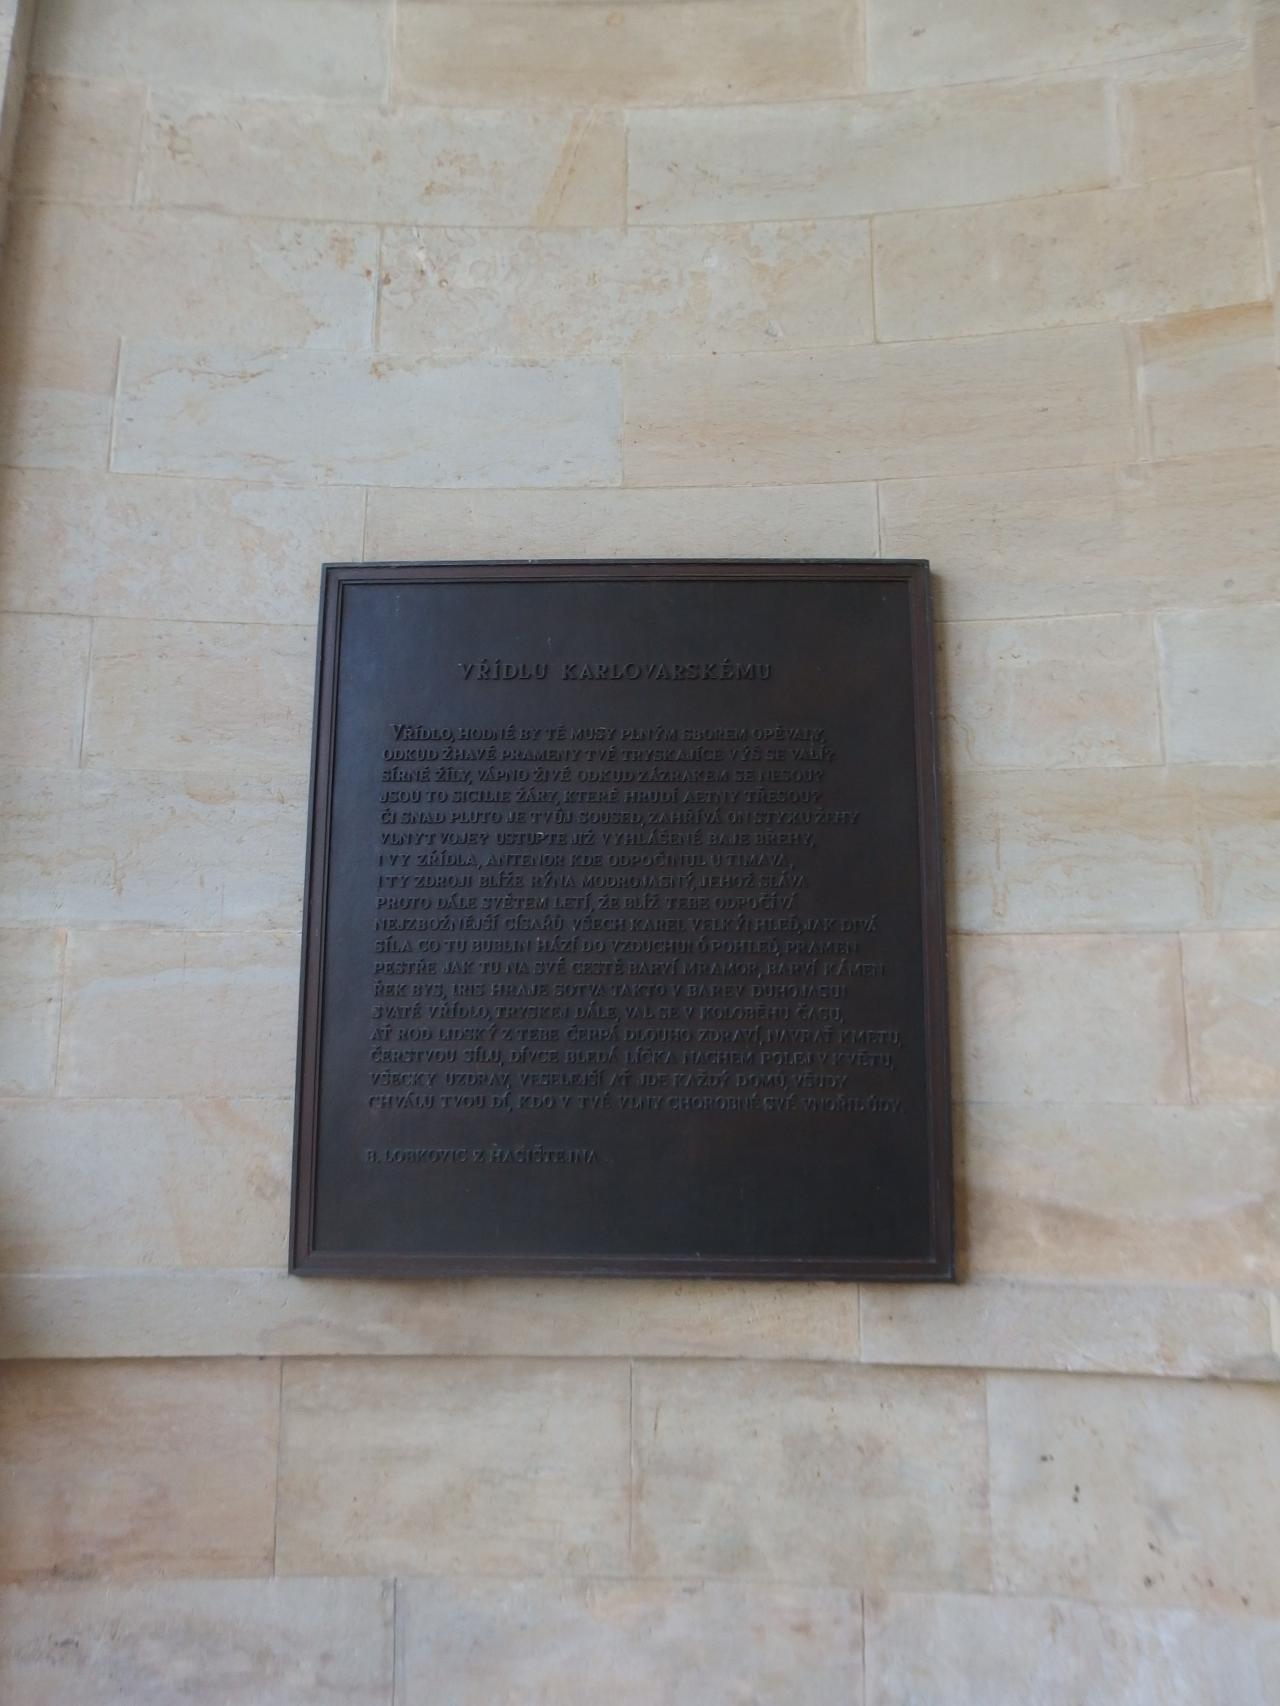 VŘÍDLU KARLOVARSKÉMU
VŘÍDLO, HODNÉ BY TĚ MUSY PLNÝM SBOREM OPĚVALY,
ODKUD ŽHAVÉ PRAMENY TVÉ TRYSKAJÍCE VÝŠ SE VALÍ?
SÍRNÉ ŽÍLY, VÁPNO ŽIVÉ ODKUD ZÁZRAKEM SE NESOU?
JSOU TO SICILIE ŽÁRY, KTERÉ HRUDÍ AETNY TŘESOU?
ČI SNAD PLUTO JE TVŮJ SOUSED, ZAHŘÍVÁ ON STYXU ŽEHY
VLNY TVOJE? USTUPTE JIŽ VYHLÁŠENÉ BAJE BŘEHY,
I VY ZŘÍDLA, ANTENOR KDE ODPOČINUL U TIMAVA,
I TY ZDROJI BLÍŽE RÝNA MODROJASNÝ, JEHOŽ SLÁVA
PROTO DÁLE SVĚTEM LETÍ, ŽE BLÍŽ TEBE ODPOČÍVÁ
NEJZBOŽNĚJŠÍ CÍSAŘŮ VŠECH KAREL VELKÝ! HLEĎ, JAK DIVÁ
SÍLA CO TU BUBLIN HÁZÍ DO VZDUCHU! Ó POHLEĎ, PRAMEN
PESTŘE JAK TU NA SVÉ CESTĚ BARVÍ MRAMOR, BARVÍ KÁMEN
ŘEK BYS, IRIS HRAJE SOTVA TAKTO V BAREV DUHOJASU!
SVATÉ VŘÍDLO, TRYSKEJ DÁLE, VAL SE V KOLOBĚHU ČASU,
AŤ ROD LIDSKÝ Z TEBE ČERPÁ DLOUHO ZDRAVÍ, NAVRAŤ KMETU
ČERSTVOU SÍLU, DÍVCE BLEDÁ LÍČKA NACHEM POLEJ V KVĚTU,
VŠECKY UZDRAV, VESELEJŠÍ AŤ JDE KAŽDÝ DOMŮ, VŠUDY
CHVÁLU TVOU DÍ, KDO V TVÉ VLNY CHOROBNÉ SVÉ VNOŘIL ÚDY.
B. LOBKOVIC Z HASIŠTEJNA